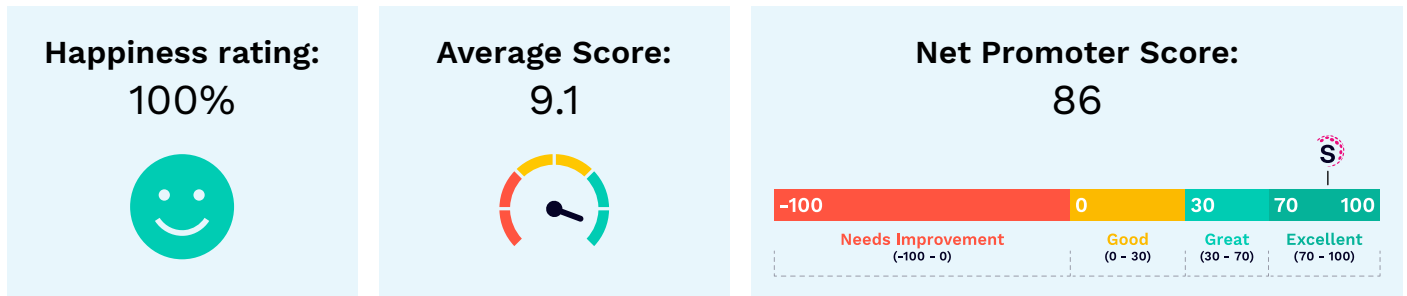 Happiness rating:
100%
Average Score:
9.1
Net Promoter Score:
86
S
-100 0 30 70 100
Needs Improvement
(-100 - 0)
Good
(0 - 30)
Great
(30 - 70)
Excellent
(70 - 100)